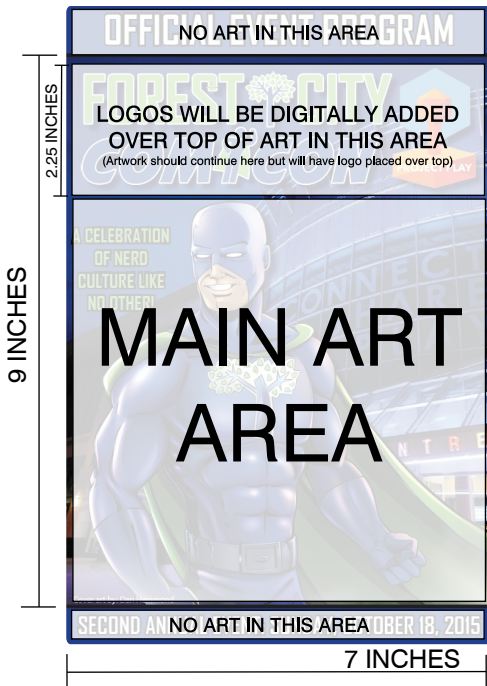 OFFICIAL EVENT PROGRAM
NO ART IN THIS AREA
2.25 INCHES
FOREST CITY
LOGOS WILL BE DIGITALLY ADDED
OVER TOP OF ART IN THIS AREA
(Artwork should continue here but will have logo placed over top)
COMICON
PROJECT PLAY
A CELEBRATION
OF NERD
CULTURE LIKE
NO OTHER!
CONNECT
9 INCHES
MAIN ART
AREA
NTRE
SECOND AN
NO ART IN THIS AREA
TOBER 18, 2015
7 INCHES